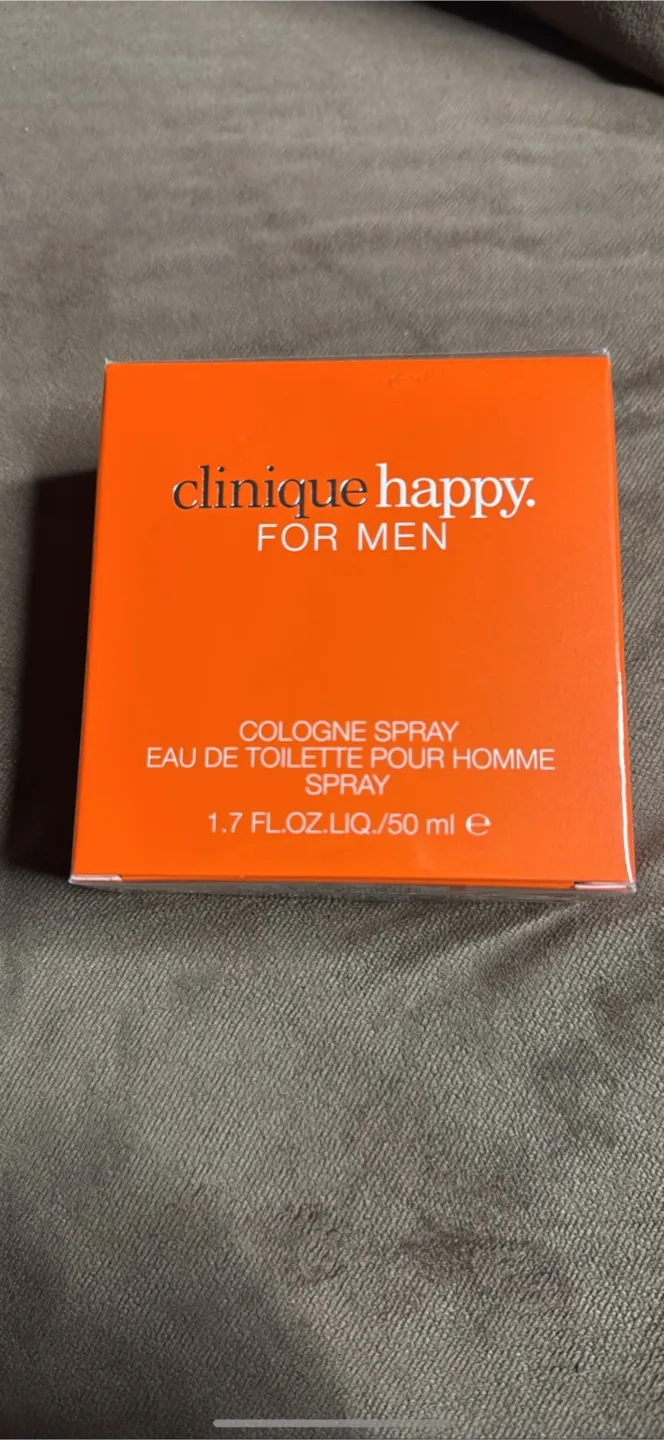 clinique happy.
FOR MEN
COLOGNE SPRAY
EAU DE TOILETTE POUR HOMME
SPRAY
1.7 FL.OZ.LIQ./50 ml ℮